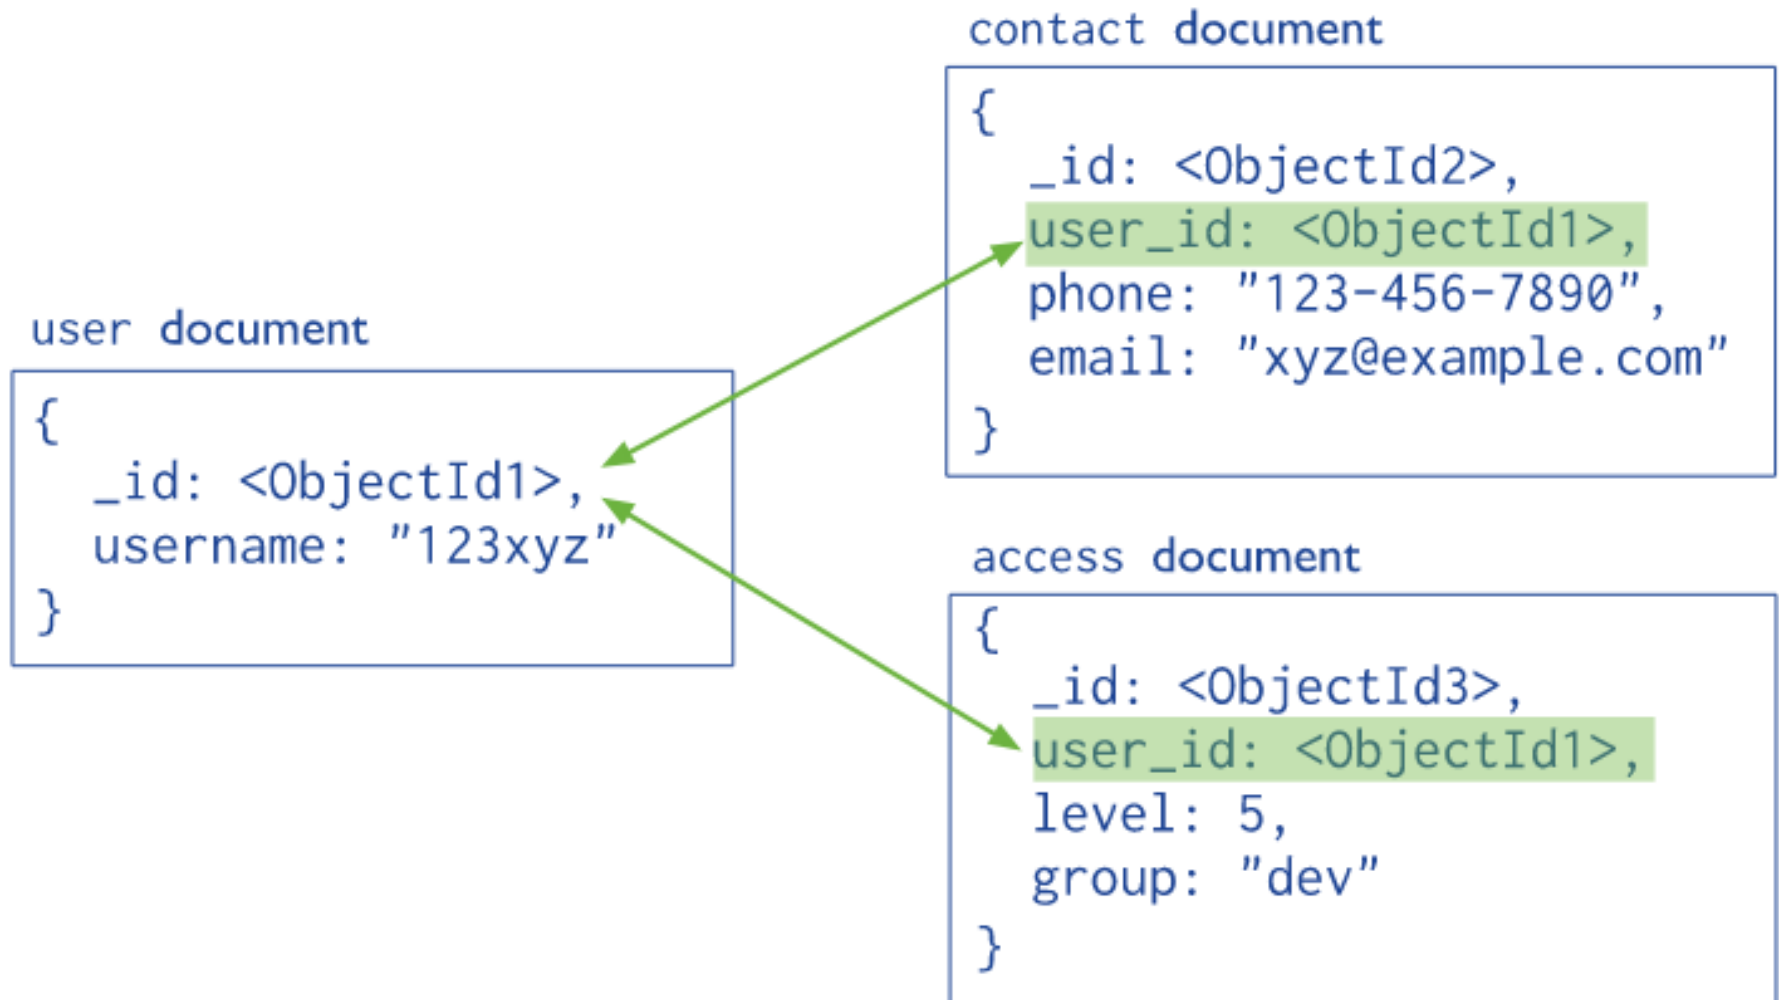 user document
{
_id: <ObjectId1>,
username: "123xyz"
}
contact document
{
_id: <ObjectId2>,
user_id: <ObjectId1>,
phone: "123-456-7890",
email: "xyz@example.com"
}
access document
{
_id: <ObjectId3>,
user_id: <ObjectId1>,
level: 5,
group: "dev"
}